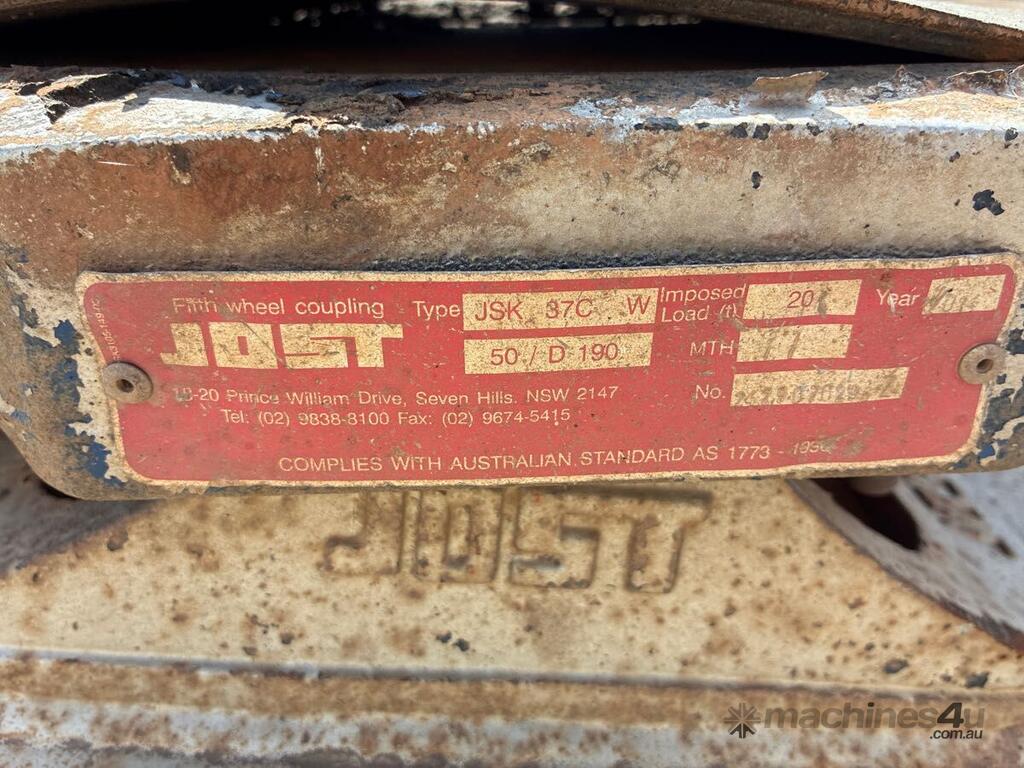 Fifth wheel coupling Type JSK 37C W Imposed Load (t) 20 Year
JOST 50 / D 190 MTH
18-20 Prince William Drive, Seven Hills. NSW 2147 No.
Tel: (02) 9838-8100 Fax: (02) 9674-5415
COMPLIES WITH AUSTRALIAN STANDARD AS 1773 -
JOST
machines4u
.com.au